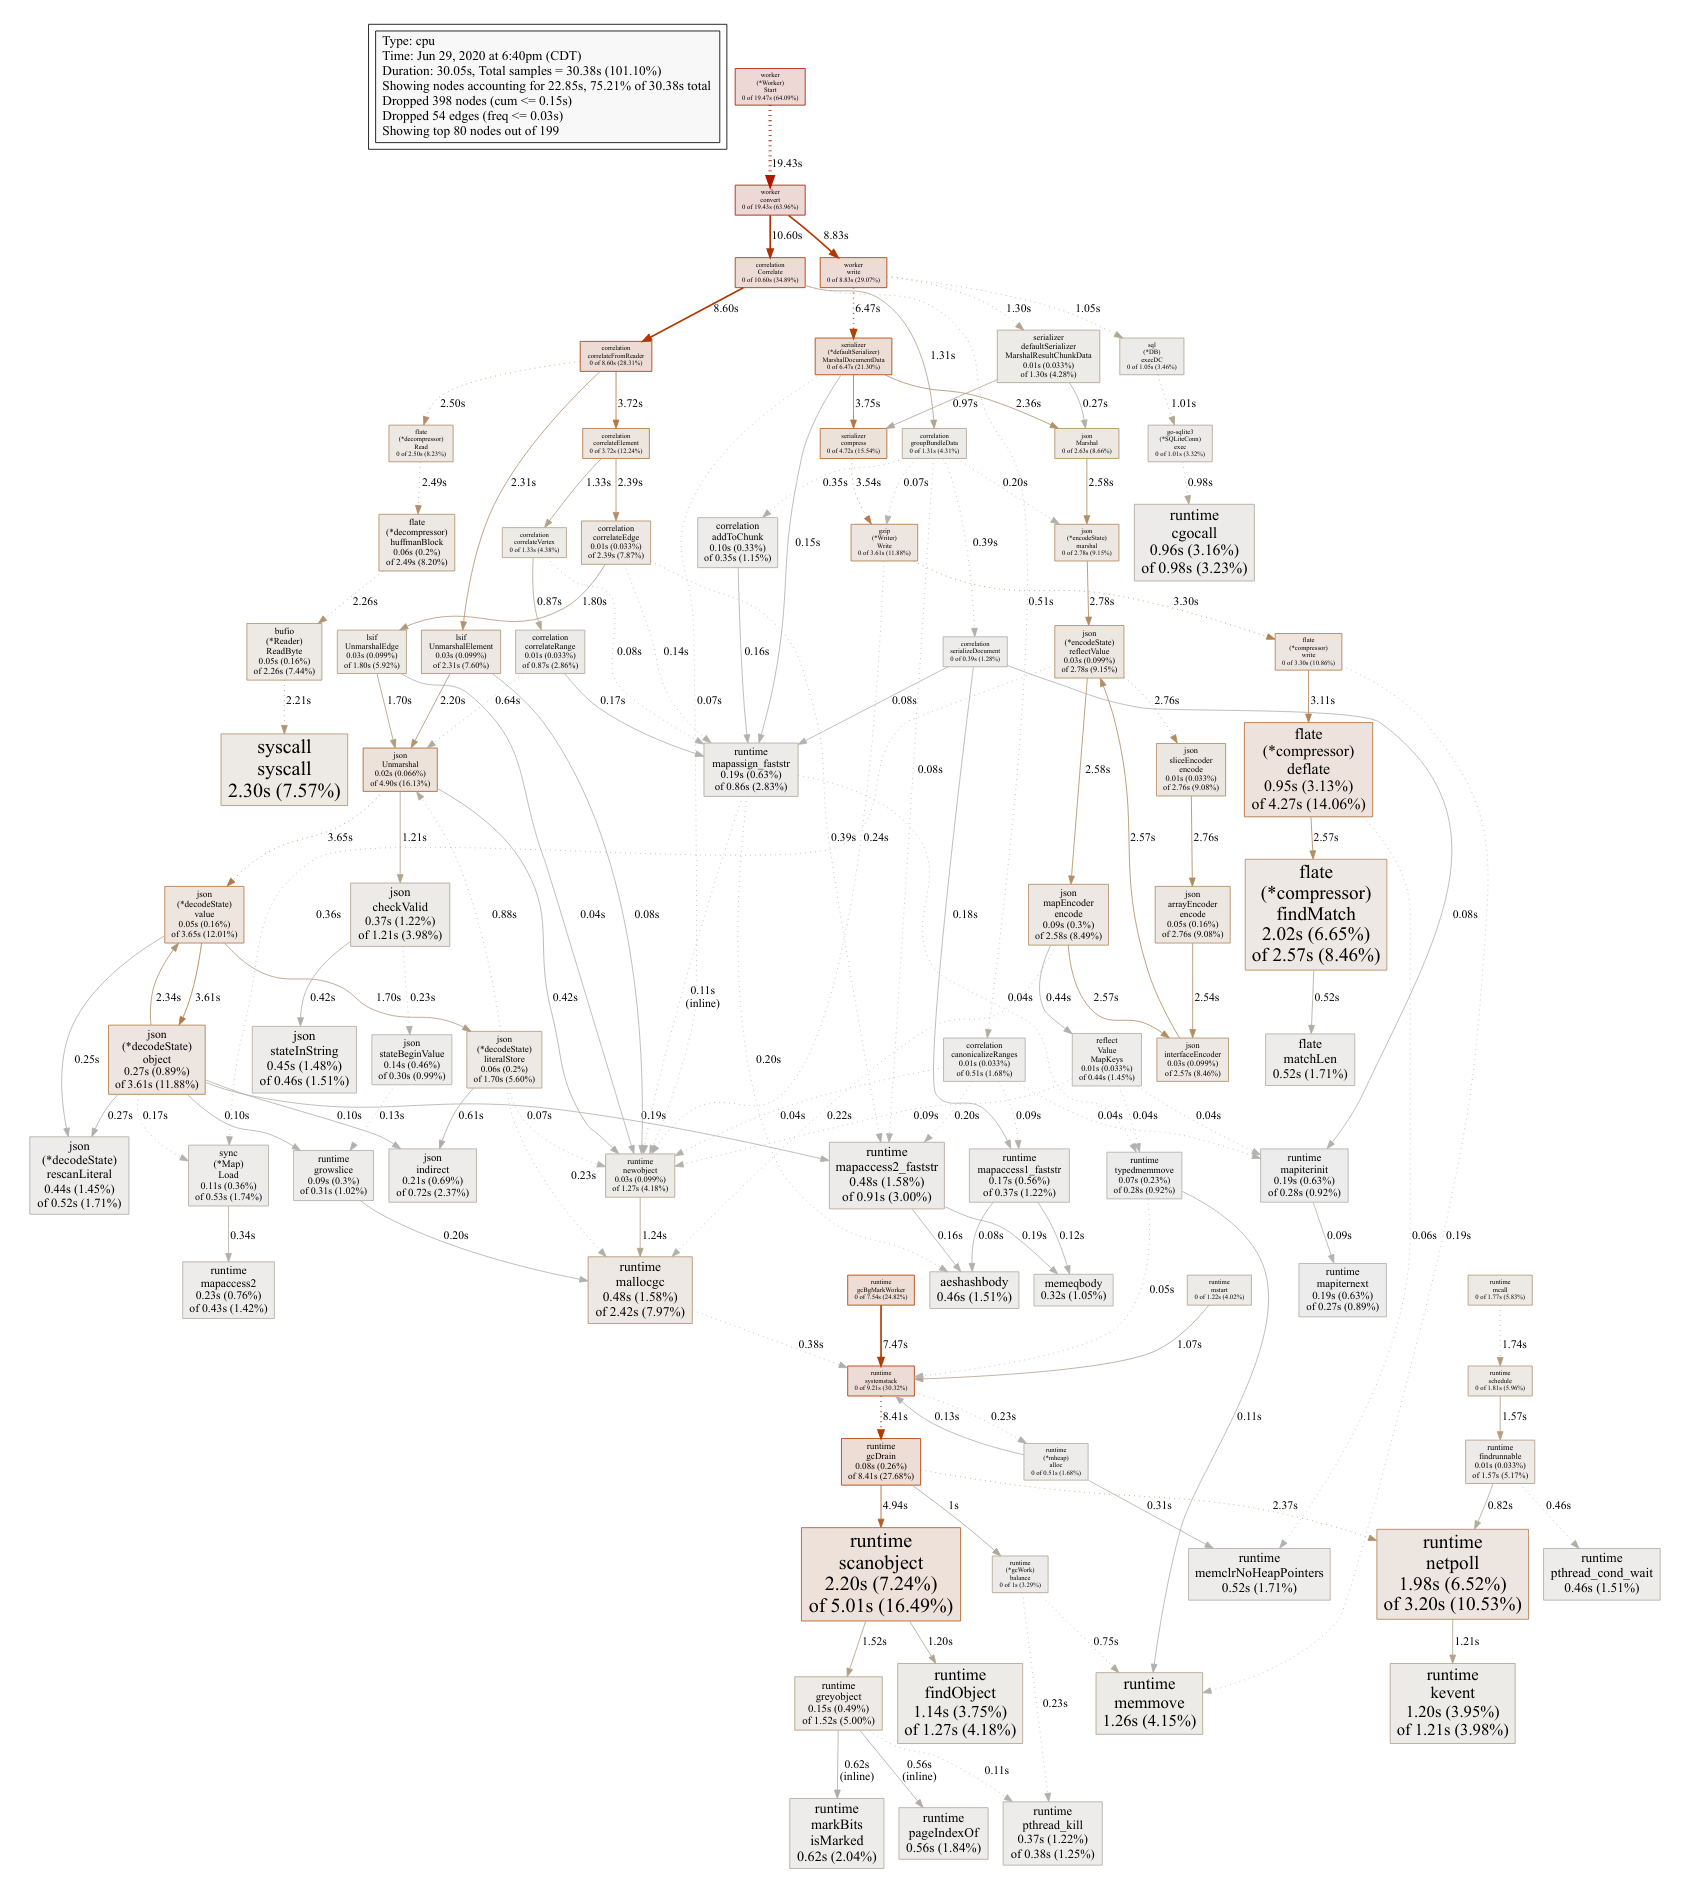 Type: cpu
Time: Jun 29, 2020 at 6:40pm (CDT)
Duration: 30.05s, Total samples = 30.38s (101.10%)
Showing nodes accounting for 22.85s, 75.21% of 30.38s total
Dropped 398 nodes (cum <= 0.15s)
Dropped 54 edges (freq <= 0.03s)
Showing top 80 nodes out of 199
worker
(*Worker)
Start
0 of 19.47s (64.09%)
19.43s
worker
convert
0 of 19.43s (63.96%)
10.60s
8.83s
correlation
Correlate
0 of 10.60s (34.89%)
worker
write
0 of 8.83s (29.07%)
8.60s
6.47s
1.30s
1.05s
correlation
correlateFromReader
0 of 8.60s (28.31%)
serializer
(*defaultSerializer)
MarshalDocumentData
0 of 6.47s (21.30%)
1.31s
serializer
defaultSerializer
MarshalResultChunkData
0.01s (0.033%)
of 1.30s (4.28%)
sql
(*DB)
execDC
0 of 1.05s (3.46%)
2.50s
3.72s
3.75s
0.97s
2.36s
0.27s
1.01s
flate
(*decompressor)
Read
0 of 2.50s (8.23%)
correlation
correlateElement
0 of 3.72s (12.24%)
serializer
compress
0 of 4.72s (15.54%)
correlation
groupBundleData
0 of 1.31s (4.31%)
json
Marshal
0 of 2.63s (8.66%)
go-sqlite3
(*SQLiteConn)
exec
0 of 1.01s (3.32%)
2.49s
2.31s
1.33s
2.39s
0.35s
3.54s
0.07s
0.20s
2.58s
0.98s
flate
(*decompressor)
huffmanBlock
0.06s (0.2%)
of 2.49s (8.20%)
correlation
correlateVertex
0 of 1.33s (4.38%)
correlation
correlateEdge
0.01s (0.033%)
of 2.39s (7.87%)
correlation
addToChunk
0.10s (0.33%)
of 0.35s (1.15%)
0.15s
gzip
(*Writer)
Write
0 of 3.61s (11.88%)
0.39s
json
(*encodeState)
marshal
0 of 2.78s (9.15%)
runtime
cgocall
0.96s (3.16%)
of 0.98s (3.23%)
2.26s
0.87s
1.80s
0.51s
2.78s
3.30s
bufio
(*Reader)
ReadByte
0.05s (0.16%)
of 2.26s (7.44%)
lsif
UnmarshalEdge
0.03s (0.099%)
of 1.80s (5.92%)
lsif
UnmarshalElement
0.03s (0.099%)
of 2.31s (7.60%)
correlation
correlateRange
0.01s (0.033%)
of 0.87s (2.86%)
0.08s
0.14s
0.16s
correlation
serializeDocument
0 of 0.39s (1.28%)
json
(*encodeState)
reflectValue
0.03s (0.099%)
of 2.78s (9.15%)
flate
(*compressor)
write
0 of 3.30s (10.86%)
2.21s
1.70s
2.20s
0.64s
0.17s
0.07s
0.08s
2.76s
3.11s
syscall
syscall
2.30s (7.57%)
json
Unmarshal
0.02s (0.066%)
of 4.90s (16.13%)
runtime
mapassign_faststr
0.19s (0.63%)
of 0.86s (2.83%)
0.08s
2.58s
json
sliceEncoder
encode
0.01s (0.033%)
of 2.76s (9.08%)
flate
(*compressor)
deflate
0.95s (3.13%)
of 4.27s (14.06%)
3.65s
1.21s
0.39s
0.24s
2.57s
2.76s
2.57s
json
(*decodeState)
value
0.05s (0.16%)
of 3.65s (12.01%)
0.36s
json
checkValid
0.37s (1.22%)
of 1.21s (3.98%)
0.88s
0.04s
0.08s
0.18s
json
mapEncoder
encode
0.09s (0.3%)
of 2.58s (8.49%)
json
arrayEncoder
encode
0.05s (0.16%)
of 2.76s (9.08%)
flate
(*compressor)
findMatch
2.02s (6.65%)
of 2.57s (8.46%)
0.08s
2.34s
3.61s
0.42s
0.23s
1.70s
0.42s
0.11s
(inline)
0.04s
0.44s
2.57s
2.54s
0.52s
0.25s
json
(*decodeState)
object
0.27s (0.89%)
of 3.61s (11.88%)
json
stateInString
0.45s (1.48%)
of 0.46s (1.51%)
json
stateBeginValue
0.14s (0.46%)
of 0.30s (0.99%)
json
(*decodeState)
literalStore
0.06s (0.2%)
of 1.70s (5.60%)
0.20s
correlation
canonicalizeRanges
0.01s (0.033%)
of 0.51s (1.68%)
reflect
Value
MapKeys
0.01s (0.033%)
of 0.44s (1.45%)
json
interfaceEncoder
0.03s (0.099%)
of 2.57s (8.46%)
flate
matchLen
0.52s (1.71%)
0.27s
0.17s
0.10s
0.10s
0.13s
0.61s
0.07s
0.19s
0.04s
0.22s
0.09s
0.20s
0.09s
0.04s
0.04s
0.04s
json
(*decodeState)
rescanLiteral
0.44s (1.45%)
of 0.52s (1.71%)
sync
(*Map)
Load
0.11s (0.36%)
of 0.53s (1.74%)
runtime
growslice
0.09s (0.3%)
of 0.31s (1.02%)
json
indirect
0.21s (0.69%)
of 0.72s (2.37%)
0.23s
runtime
newobject
0.03s (0.099%)
of 1.27s (4.18%)
runtime
mapaccess2_faststr
0.48s (1.58%)
of 0.91s (3.00%)
runtime
mapaccess1_faststr
0.17s (0.56%)
of 0.37s (1.22%)
runtime
typedmemmove
0.07s (0.23%)
of 0.28s (0.92%)
runtime
mapiterinit
0.19s (0.63%)
of 0.28s (0.92%)
0.34s
0.20s
1.24s
0.16s
0.19s
0.08s
0.12s
0.09s
0.06s
0.19s
runtime
mapaccess2
0.23s (0.76%)
of 0.43s (1.42%)
runtime
mallocgc
0.48s (1.58%)
of 2.42s (7.97%)
runtime
gcBgMarkWorker
0 of 7.54s (24.82%)
aeshashbody
0.46s (1.51%)
memeqbody
0.32s (1.05%)
0.05s
runtime
mstart
0 of 1.22s (4.02%)
runtime
mapiternext
0.19s (0.63%)
of 0.27s (0.89%)
runtime
mcall
0 of 1.77s (5.83%)
0.38s
7.47s
1.07s
1.74s
runtime
systemstack
0 of 9.21s (30.32%)
runtime
schedule
0 of 1.81s (5.96%)
8.41s
0.13s
0.23s
0.11s
1.57s
runtime
gcDrain
0.08s (0.26%)
of 8.41s (27.68%)
runtime
(*mheap)
alloc
0 of 0.51s (1.68%)
runtime
findrunnable
0.01s (0.033%)
of 1.57s (5.17%)
4.94s
1s
0.31s
2.37s
0.82s
0.46s
runtime
scanobject
2.20s (7.24%)
of 5.01s (16.49%)
runtime
(*gcWork)
balance
0 of 1s (3.29%)
runtime
memclrNoHeapPointers
0.52s (1.71%)
runtime
netpoll
1.98s (6.52%)
of 3.20s (10.53%)
runtime
pthread_cond_wait
0.46s (1.51%)
1.52s
1.20s
0.75s
1.21s
runtime
greyobject
0.15s (0.49%)
of 1.52s (5.00%)
runtime
findObject
1.14s (3.75%)
of 1.27s (4.18%)
0.23s
runtime
memmove
1.26s (4.15%)
runtime
kevent
1.20s (3.95%)
of 1.21s (3.98%)
0.62s
(inline)
0.56s
(inline)
0.11s
runtime
markBits
isMarked
0.62s (2.04%)
runtime
pageIndexOf
0.56s (1.84%)
runtime
pthread_kill
0.37s (1.22%)
of 0.38s (1.25%)